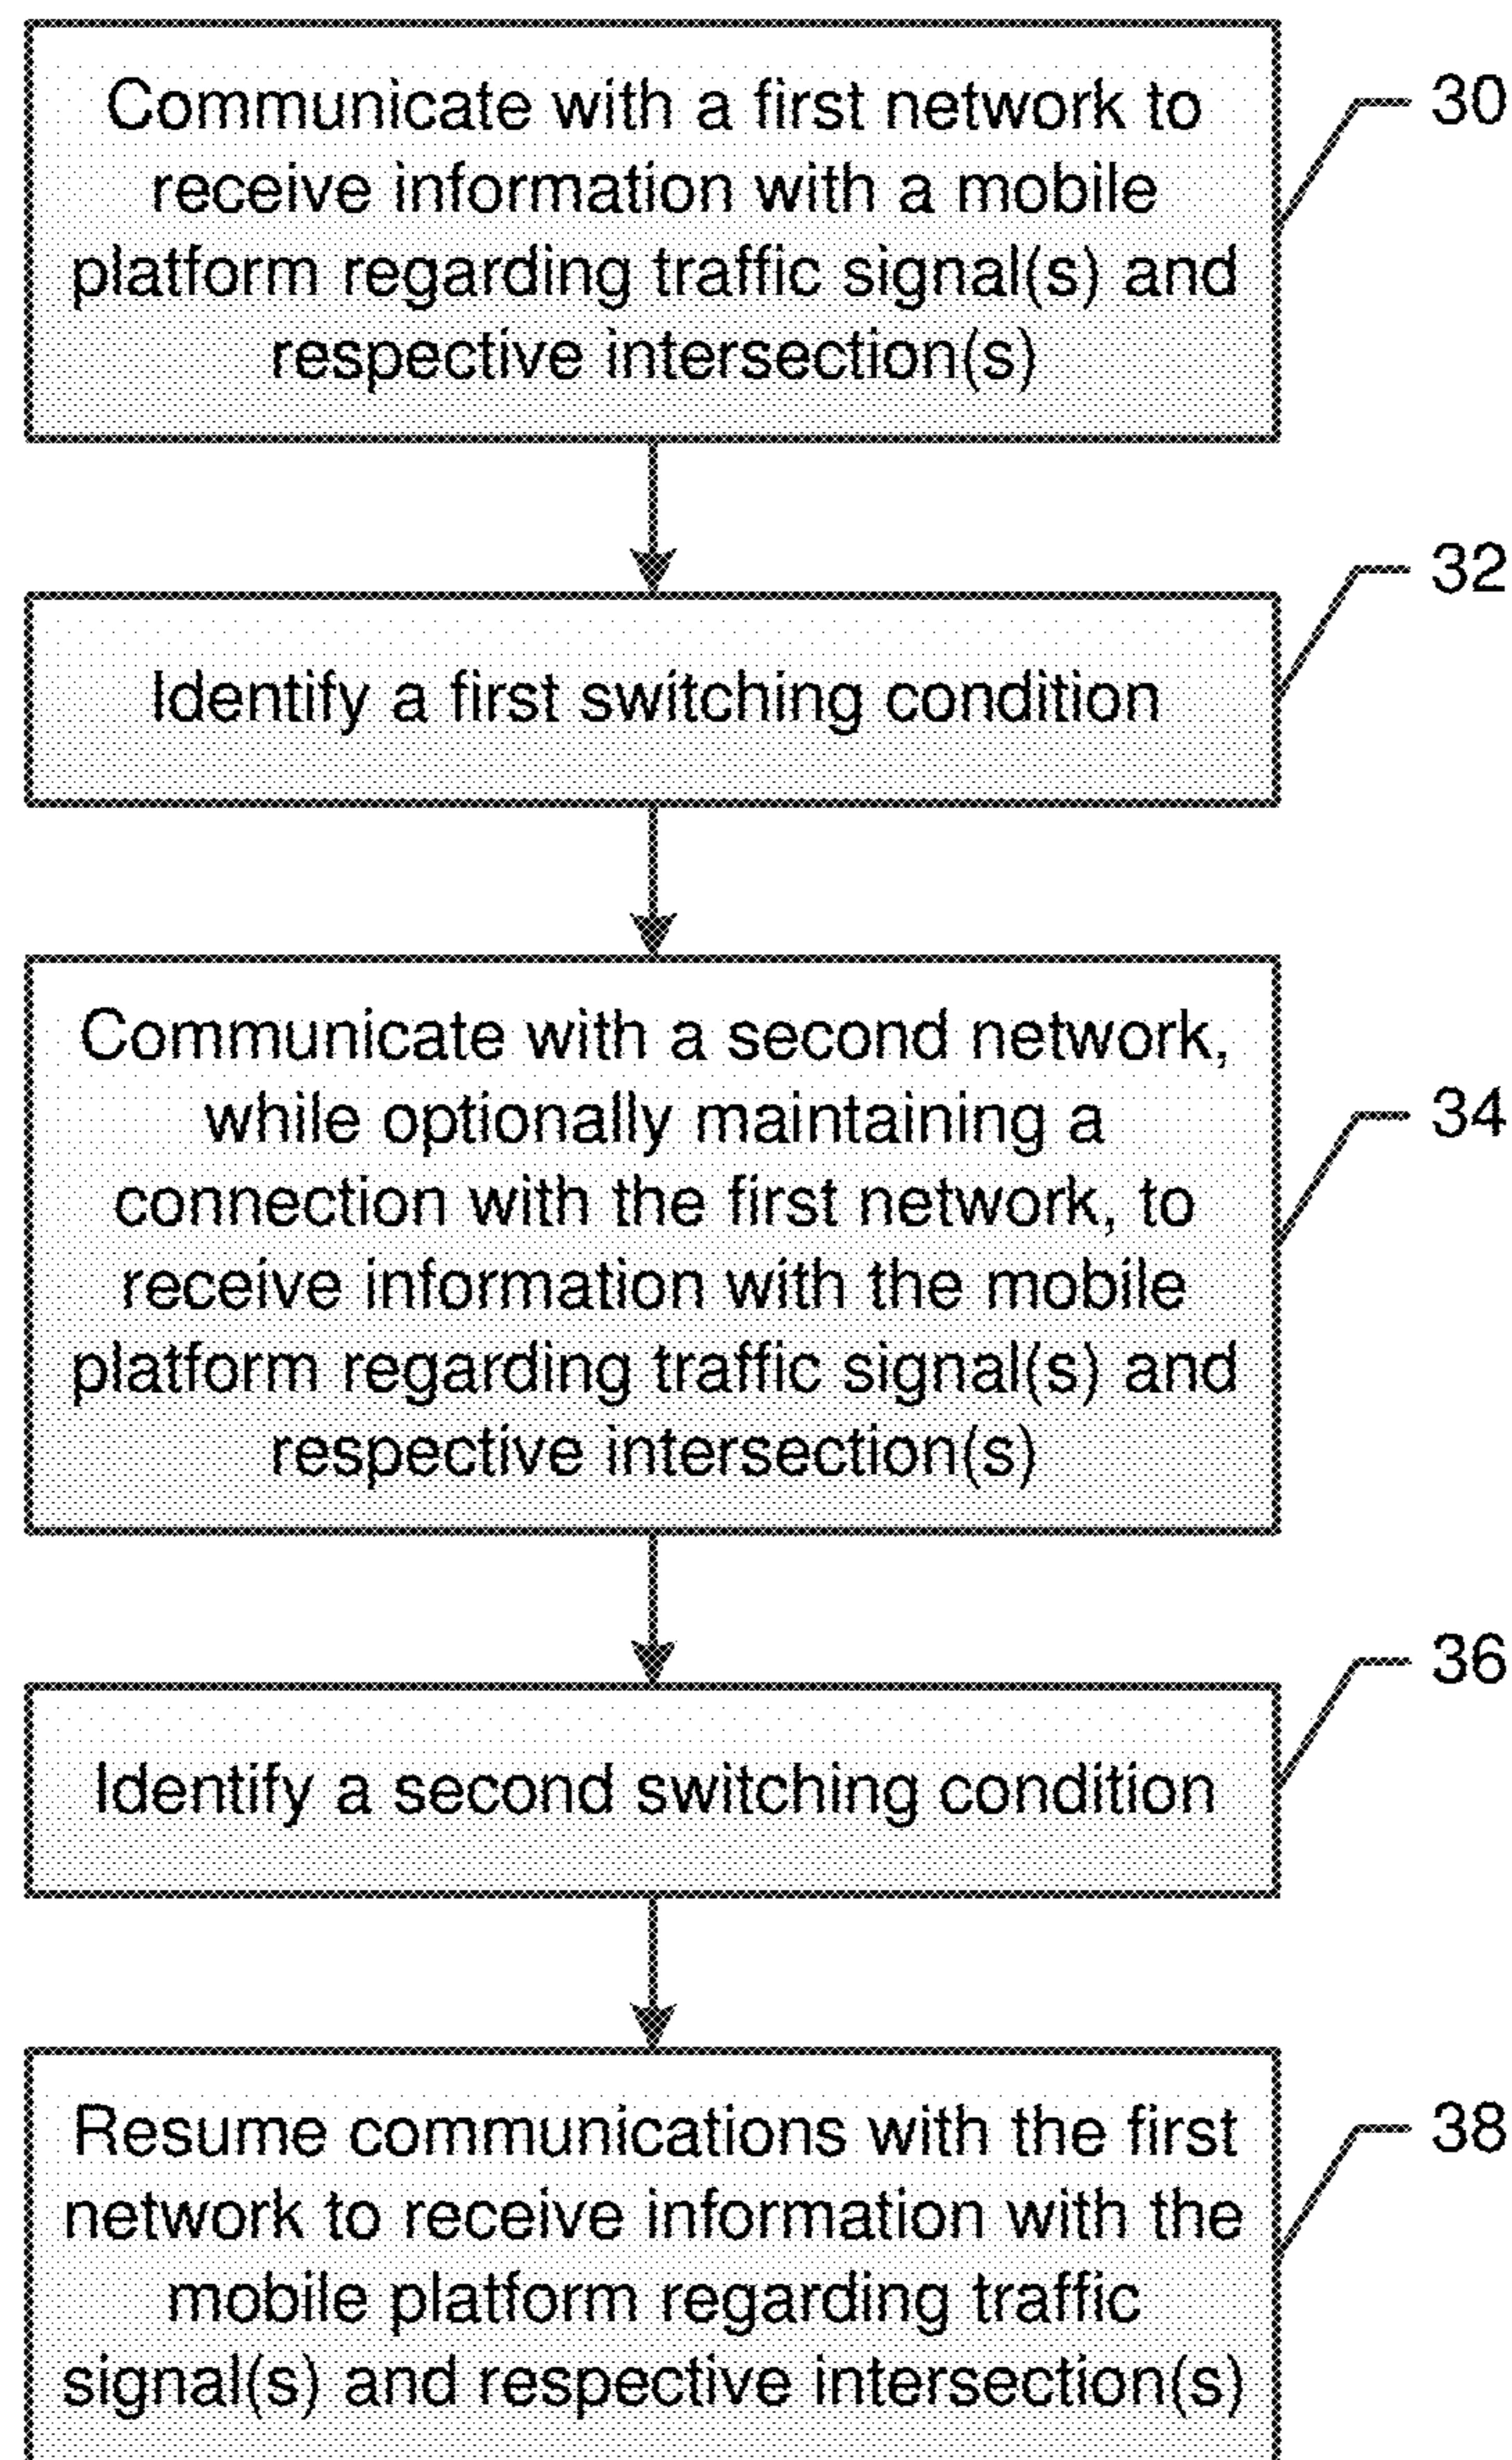 Communicate with a first network to
receive information with a mobile
platform regarding traffic signal(s) and
respective intersection(s)
30
Identify a first switching condition
32
Communicate with a second network,
while optionally maintaining a
connection with the first network, to
receive information with the mobile
platform regarding traffic signal(s) and
respective intersection(s)
34
Identify a second switching condition
36
Resume communications with the first
network to receive information with the
mobile platform regarding traffic
signal(s) and respective intersection(s)
38